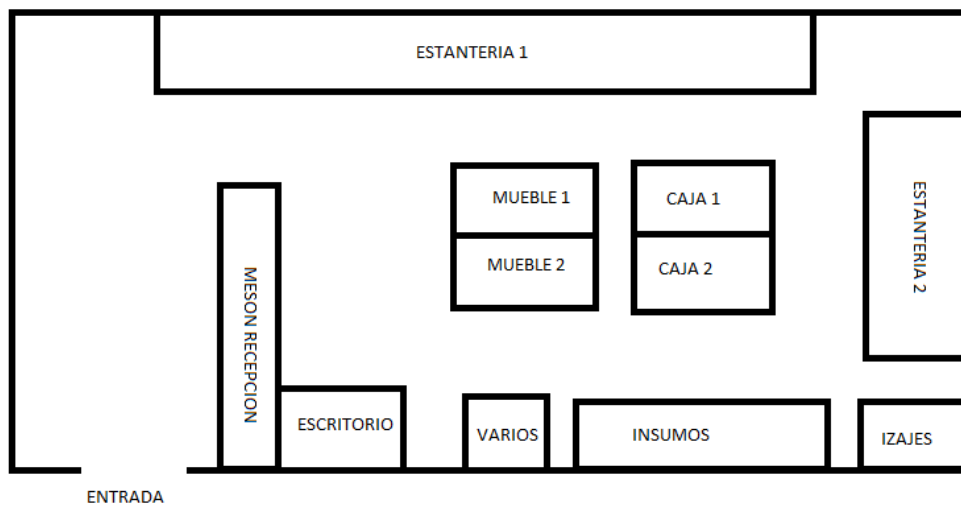 ESTANTERIA 1
MUEBLE 1
CAJA 1
MUEBLE 2
CAJA 2
ESTANTERIA 2
MESON RECEPCION
ESCRITORIO
VARIOS
INSUMOS
IZAJES
ENTRADA